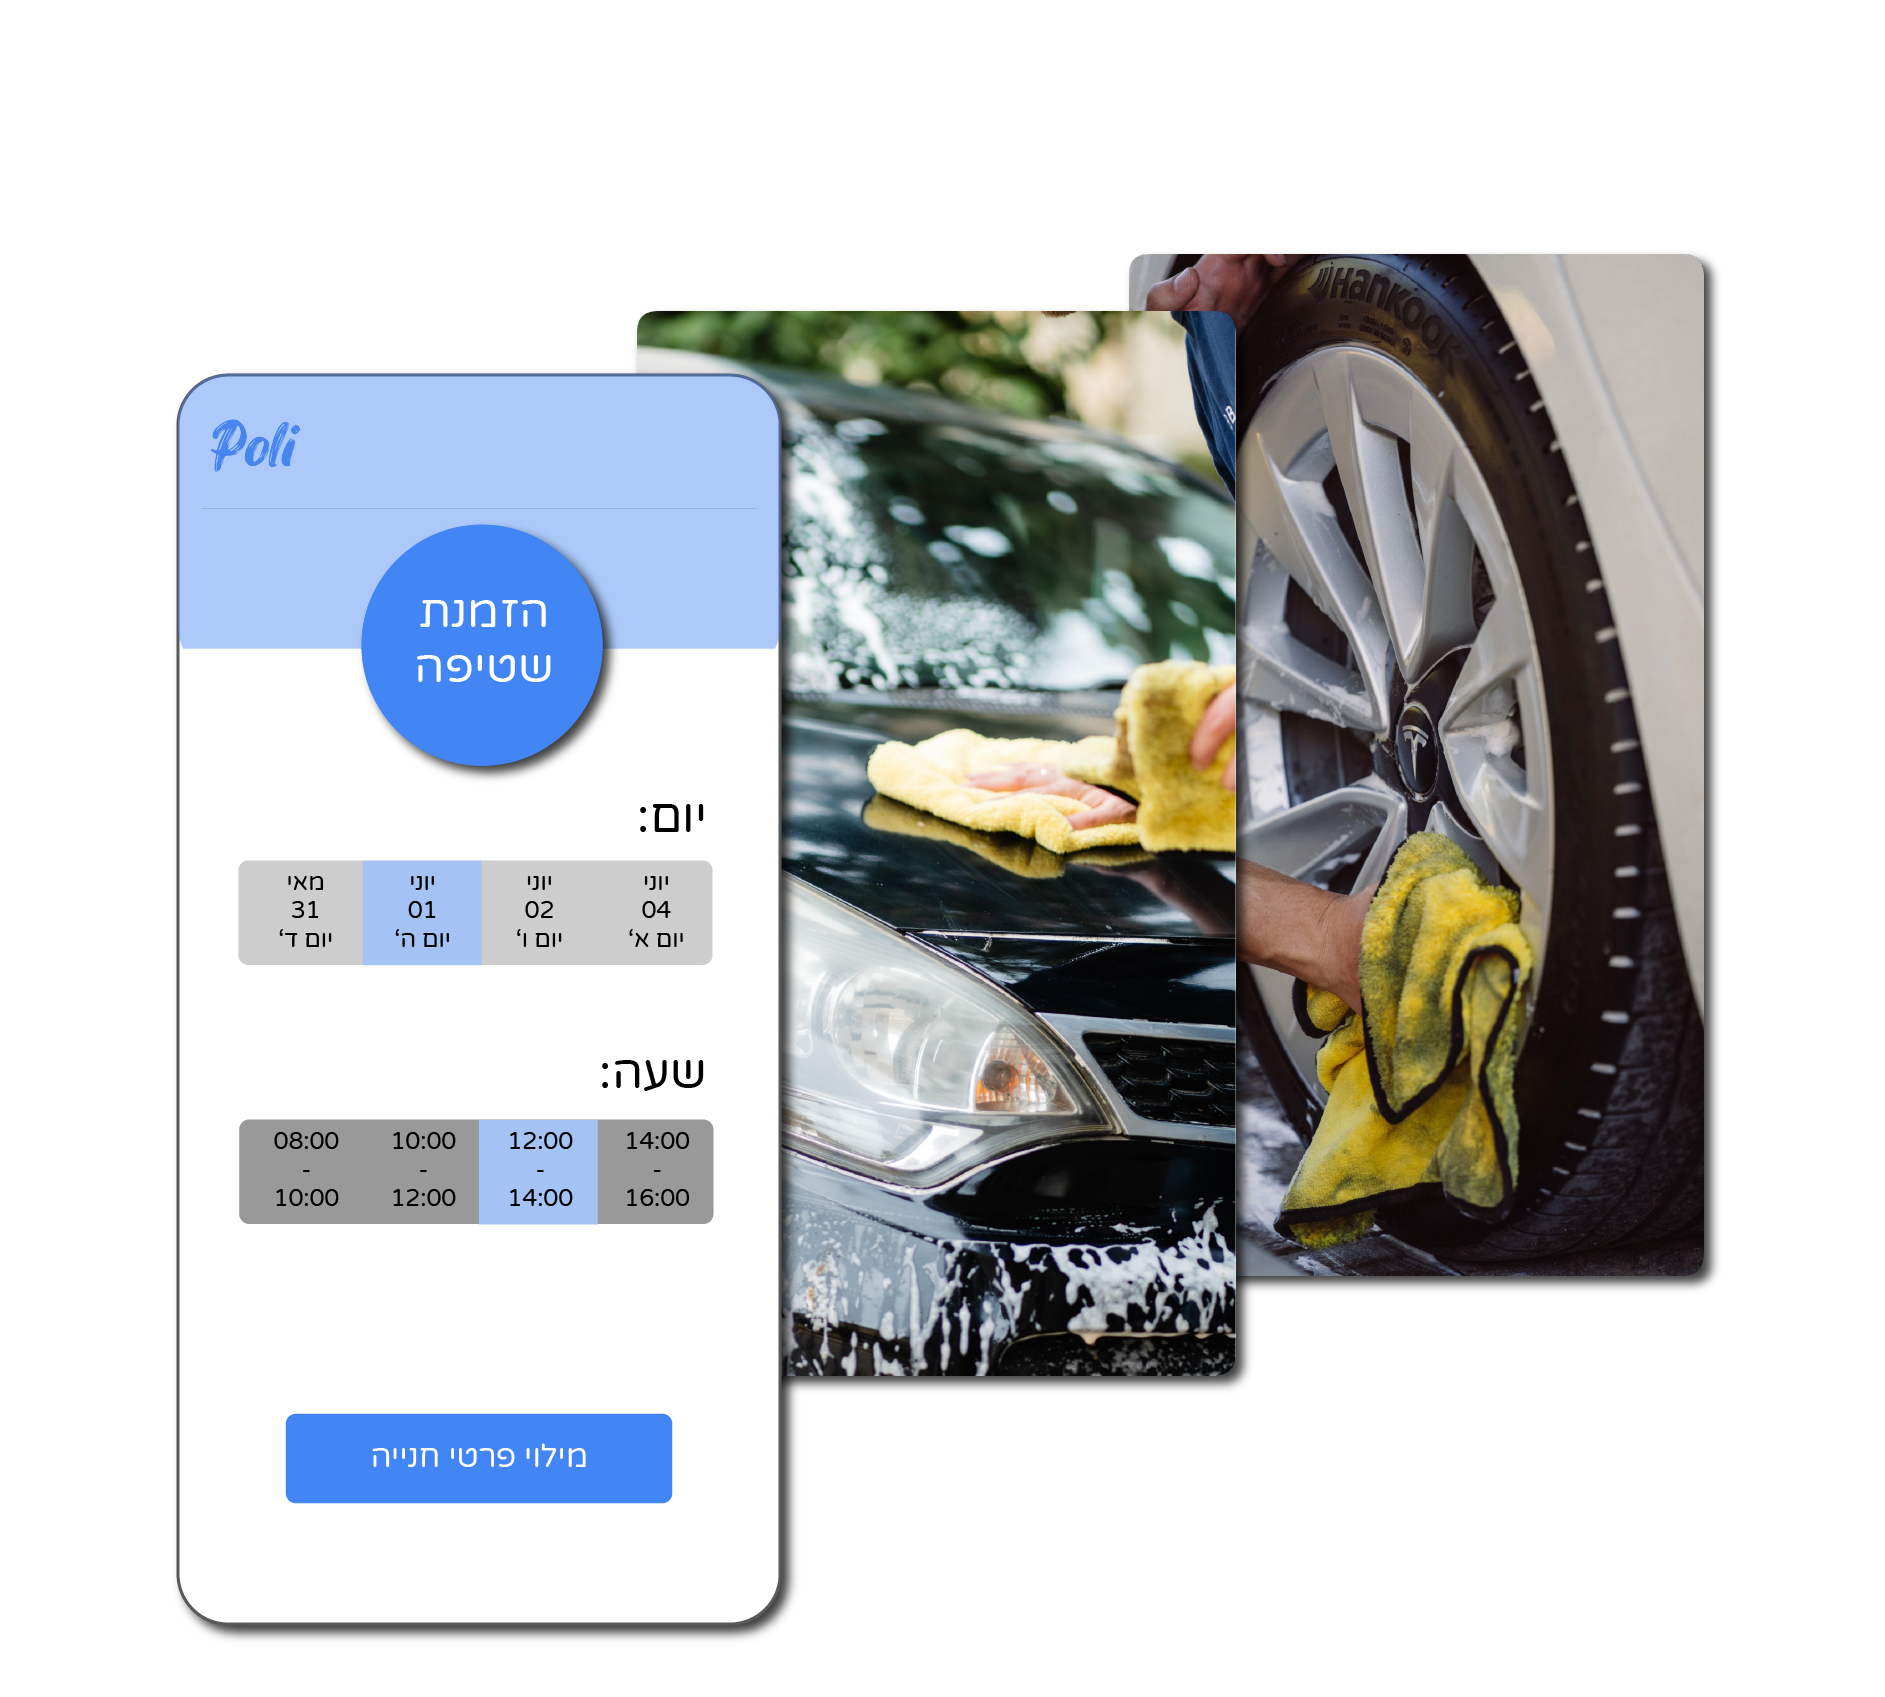 Poli
הזמנת
שטיפה
יום:
יוני
04
יום א‘
יוני
02
יום ו‘
יוני
01
יום ה‘
מאי
31
יום ד‘
שעה:
08:00
-
10:00
10:00
-
12:00
12:00
-
14:00
14:00
-
16:00
מילוי פרטי חנייה
Hankook